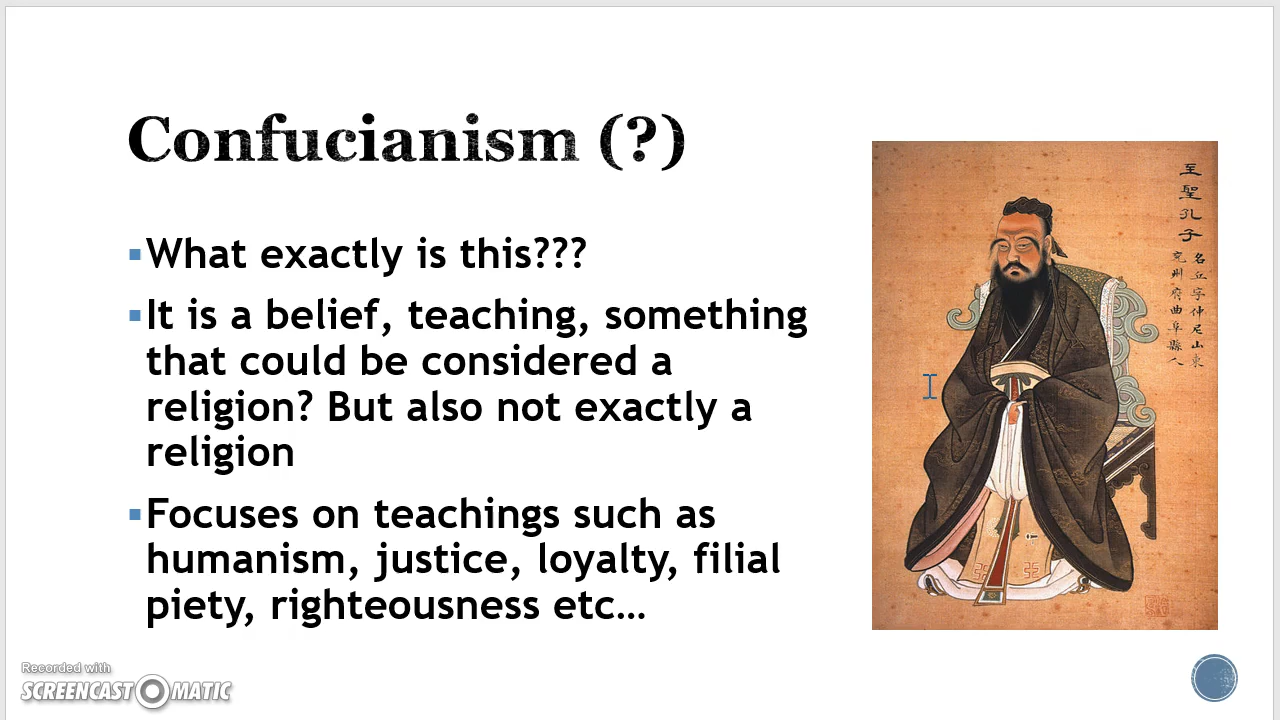 Confucianism (?)
What exactly is this???
It is a belief, teaching, something
that could be considered a
religion? But also not exactly a
religion
Focuses on teachings such as
humanism, justice, loyalty, filial
piety, righteousness etc...
至聖孔子
名丘字仲尼山東
兗州府曲阜縣人
Recorded with
SCREENCAST MATIC